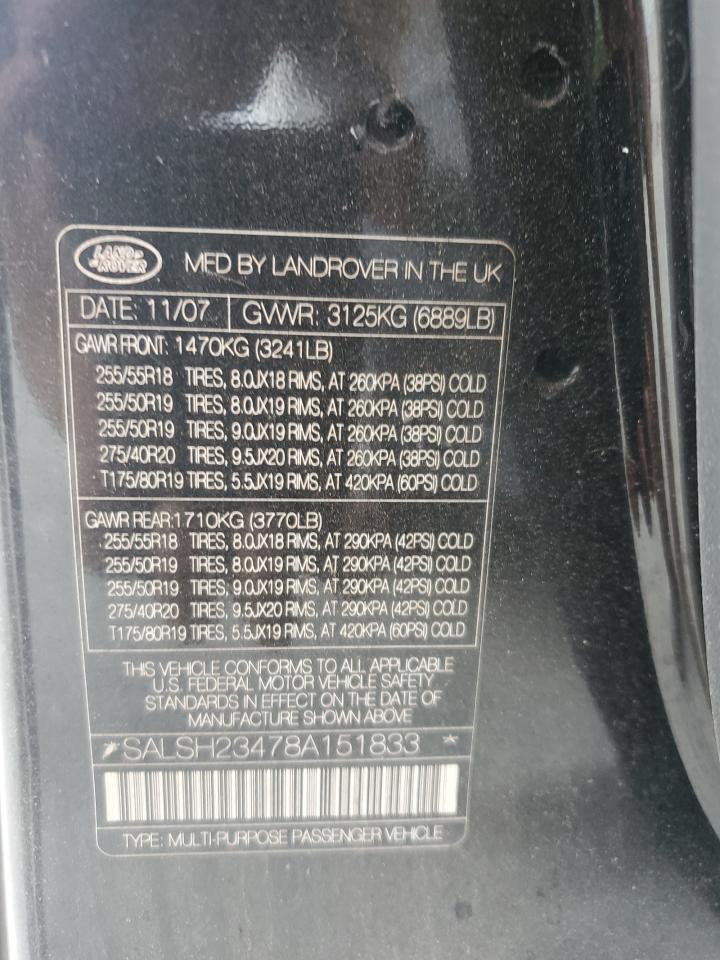 LAND ROVER MFD BY LANDROVER IN THE UK
DATE: 11/07 GVWR: 3125KG (6889LB)
GAWR FRONT: 1470KG (3241LB)
255/55R18 TIRES, 8.0JX18 RIMS, AT 260KPA (38PSI) COLD
255/50R19 TIRES, 8.0JX19 RIMS, AT 260KPA (38PSI) COLD
255/50R19 TIRES, 9.0JX19 RIMS, AT 260KPA (38PSI) COLD
275/40R20 TIRES, 9.5JX20 RIMS, AT 260KPA (38PSI) COLD
T175/80R19 TIRES, 5.5JX19 RIMS, AT 420KPA (60PSI) COLD
GAWR REAR:1710KG (3770LB)
255/55R18 TIRES, 8.0JX18 RIMS, AT 290KPA (42PSI) COLD
255/50R19 TIRES, 8.0JX19 RIMS, AT 290KPA (42PSI) COLD
255/50R19 TIRES, 9.0JX19 RIMS, AT 290KPA (42PSI) COLD
275/40R20 TIRES, 9.5JX20 RIMS, AT 290KPA (42PSI) COLD
T175/80R19 TIRES, 5.5JX19 RIMS, AT 420KPA (60PSI) COLD
THIS VEHICLE CONFORMS TO ALL APPLICABLE
U.S. FEDERAL MOTOR VEHICLE SAFETY
STANDARDS IN EFFECT ON THE DATE OF
MANUFACTURE SHOWN ABOVE
*SALSH23478A151833 *
TYPE: MULTI-PURPOSE PASSENGER VEHICLE